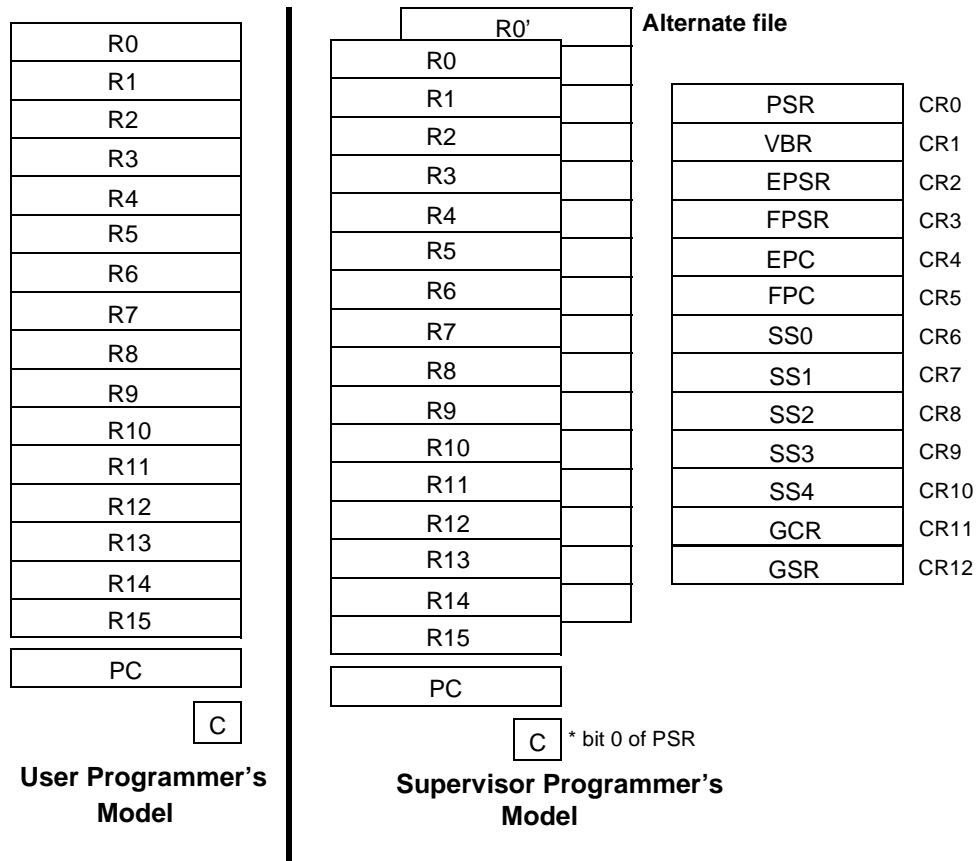 R0
R1
R2
R3
R4
R5
R6
R7
R8
R9
R10
R11
R12
R13
R14
R15
PC
C
User Programmer's
Model
R0'
Alternate file
R0
R1
R2
R3
R4
R5
R6
R7
R8
R9
R10
R11
R12
R13
R14
R15
PC
C * bit 0 of PSR
Supervisor Programmer's
Model
PSR CR0
VBR CR1
EPSR CR2
FPSR CR3
EPC CR4
FPC CR5
SS0 CR6
SS1 CR7
SS2 CR8
SS3 CR9
SS4 CR10
GCR CR11
GSR CR12